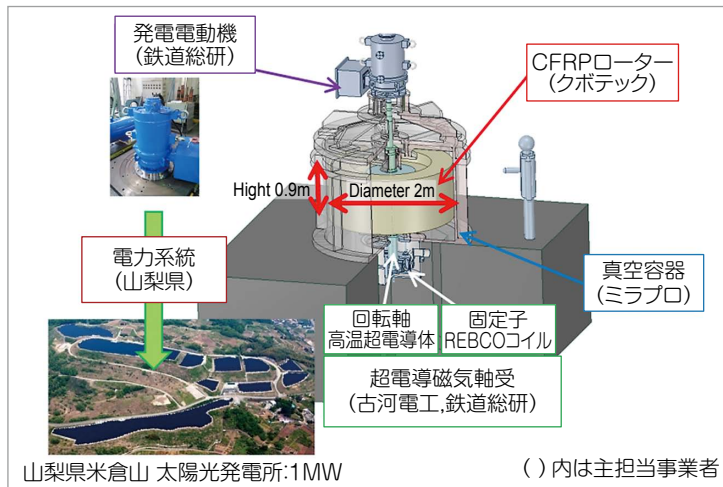 発電電動機
(鉄道総研)
CFRPローター
(クボテック)
Hight 0.9m
Diameter 2m
電力系統
(山梨県)
真空容器
(ミラプロ)
回転軸
高温超電導体
固定子
REBCOコイル
超電導磁気軸受
(古河電工,鉄道総研)
山梨県米倉山 太陽光発電所:1MW
( )内は主担当事業者